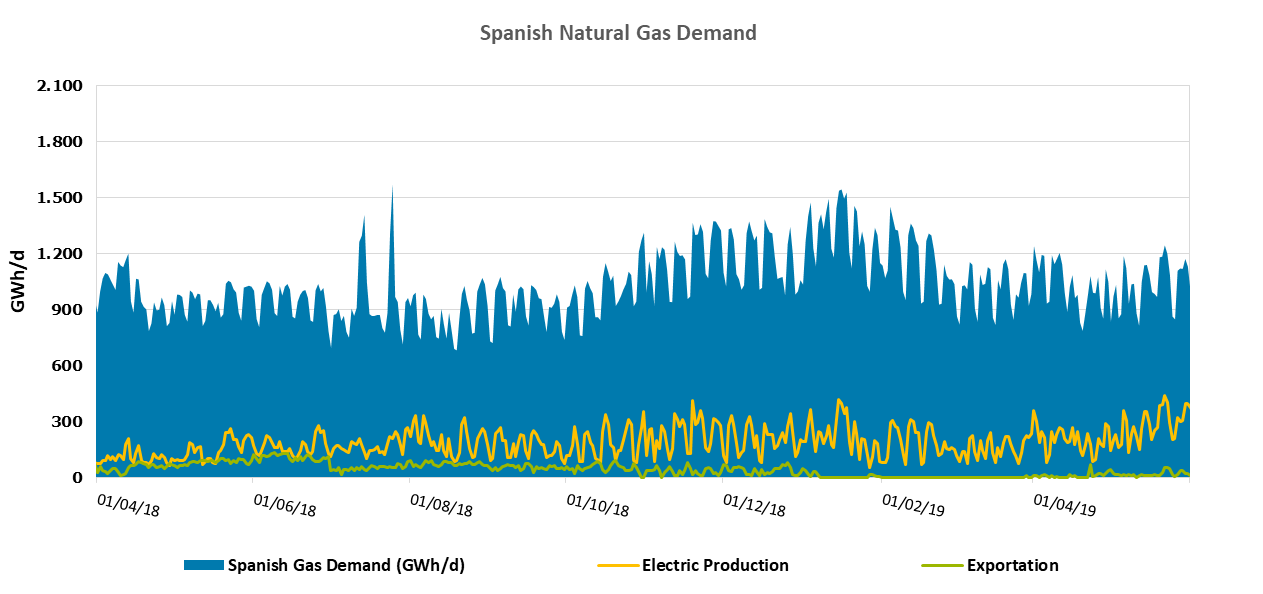 Spanish Natural Gas Demand
2.100
1.800
1.500
1.200
900
600
300
0
GWh/d
01/04/18 01/06/18 01/08/18 01/10/18 01/12/18 01/02/19 01/04/19
Spanish Gas Demand (GWh/d) Electric Production Exportation